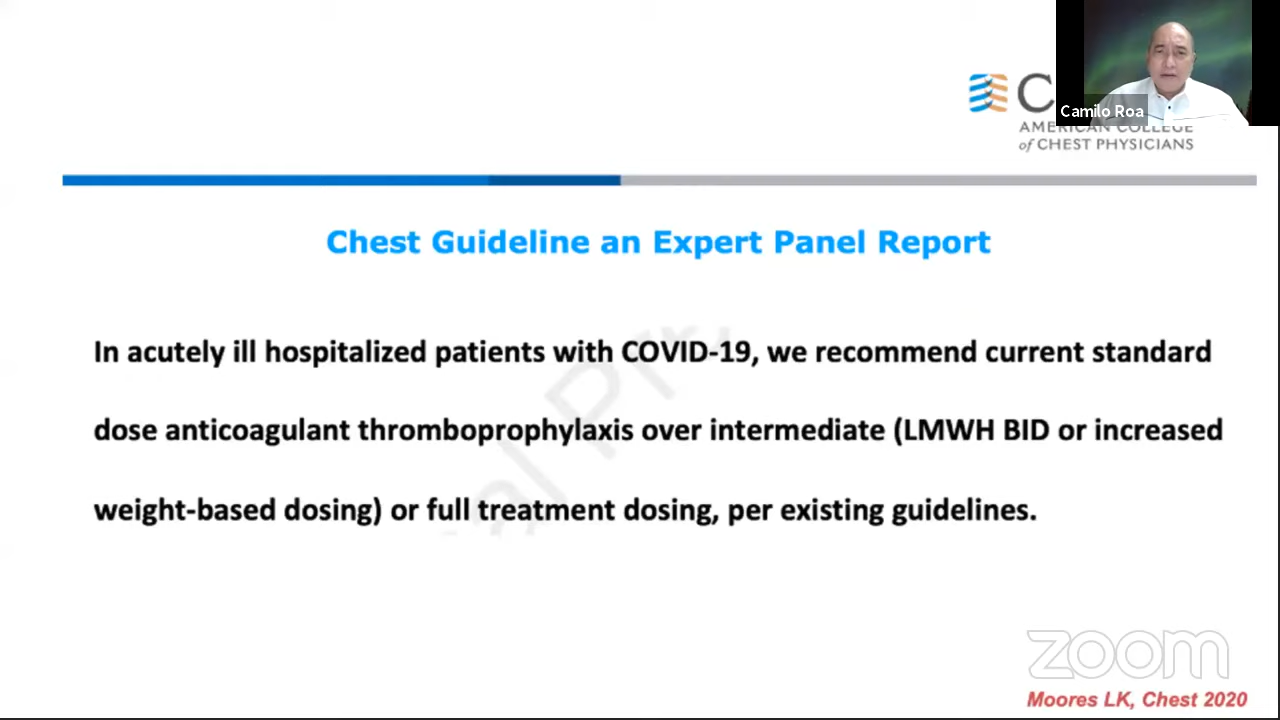 C
Camilo Roa
AMERICAN COLLEGE
of CHEST PHYSICIANS
Chest Guideline an Expert Panel Report
In acutely ill hospitalized patients with COVID-19, we recommend current standard
dose anticoagulant thromboprophylaxis over intermediate (LMWH BID or increased
weight-based dosing) or full treatment dosing, per existing guidelines.
zoom
Moores LK, Chest 2020